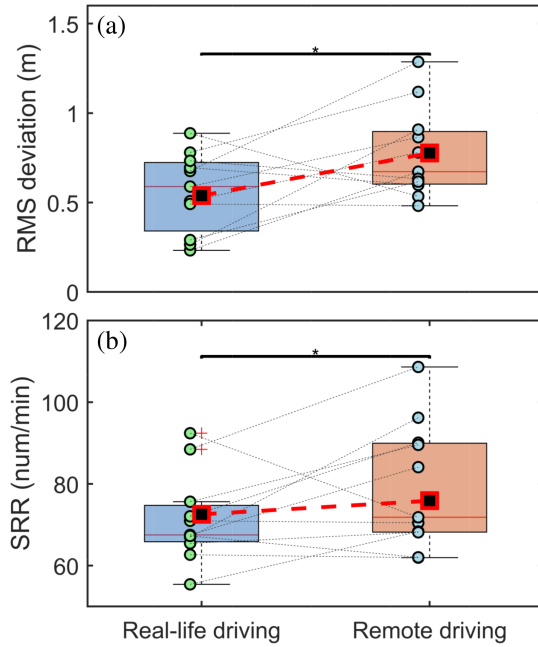 (a)
RMS deviation (m)
1.5
1
0.5
0
*
(b)
SRR (num/min)
120
100
80
60
*
Real-life driving
Remote driving